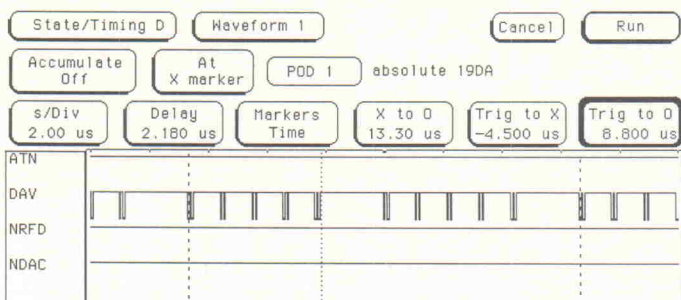 State/Timing D Waveform 1 Cancel Run
Accumulate Off At X marker POD 1 absolute 19DA
s/Div 2.00 us Delay 2.180 us Markers Time X to O 13.30 us Trig to X -4.500 us Trig to O 8.800 us
ATN
DAV
NRFD
NDAC